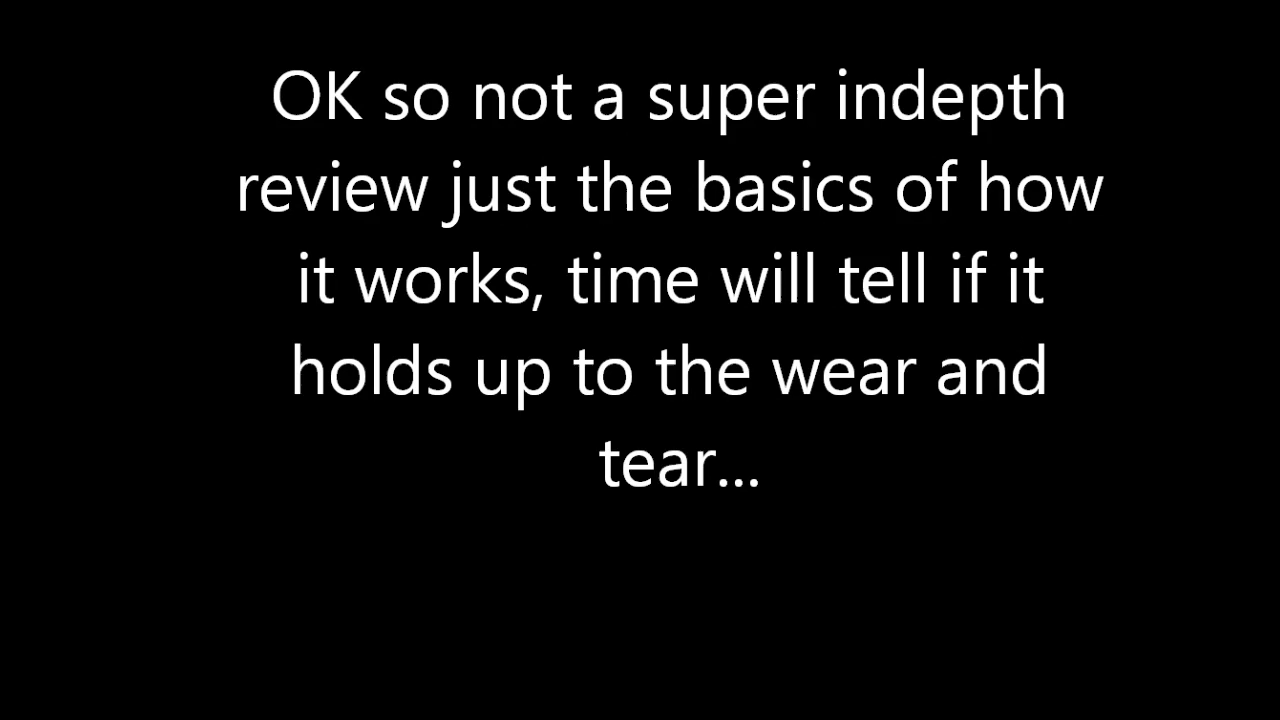 OK so not a super indepth
review just the basics of how
it works, time will tell if it
holds up to the wear and
tear...